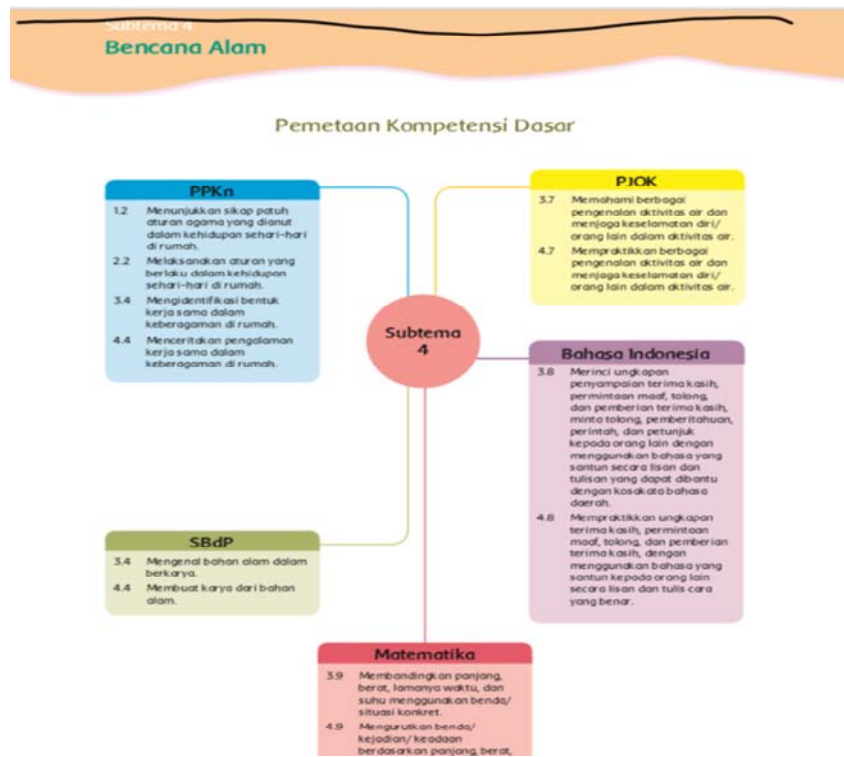 Subtema 4
Bencana Alam
Pemetaan Kompetensi Dasar
PPKn
1.2 Menunjukkan sikap patuh
aturan agama yang dianut
dalam kehidupan sehari-hari
di rumah.
2.2 Melaksanakan aturan yang
berlaku dalam kehidupan
sehari-hari di rumah.
3.4 Mengidentifikasi bentuk
kerja sama dalam
keberagaman di rumah.
4.4 Menceritakan pengalaman
kerja sama dalam
keberagaman di rumah.
PJOK
3.7 Memahami berbagai
pengenalan aktivitas air dan
menjaga keselamatan diri/
orang lain dalam aktivitas air.
4.7 Mempraktikkan berbagai
pengenalan aktivitas air dan
menjaga keselamatan diri/
orang lain dalam aktivitas air.
Subtema
4
Bahasa Indonesia
3.8 Merinci ungkapan
penyampaian terima kasih,
permintaan maaf, tolong,
dan pemberian terima kasih,
minta tolong, pemberitahuan,
perintah, dan petunjuk
kepada orang lain dengan
menggunakan bahasa yang
santun secara lisan dan
tulisan yang dapat dibantu
dengan kosakata bahasa
daerah.
4.8 Mempraktikkan ungkapan
terima kasih, permintaan
maaf, tolong, dan pemberian
terima kasih, dengan
menggunakan bahasa yang
santun kepada orang lain
secara lisan dan tulis cara
yang benar.
SBdP
3.4 Mengenal bahan alam dalam
berkarya.
4.4 Membuat karya dari bahan
alam.
Matematika
3.9 Membandingkan panjang,
berat, lamanya waktu, dan
suhu menggunakan benda/
situasi konkret.
4.9 Mengurutkan benda/
kejadian/ keadaan
berdasarkan panjang, berat,